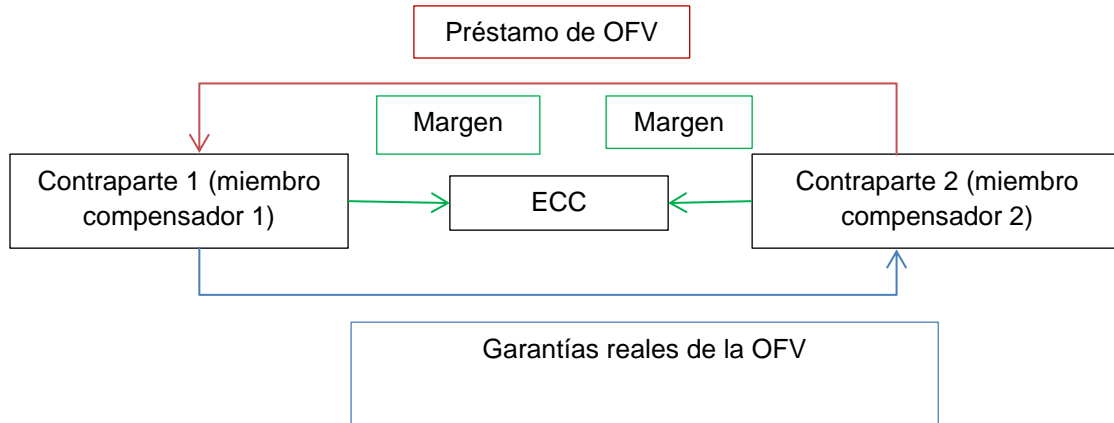 Préstamo de OFV
Margen
Margen
Contraparte 1 (miembro
compensador 1)
ECC
Contraparte 2 (miembro
compensador 2)
Garantías reales de la OFV